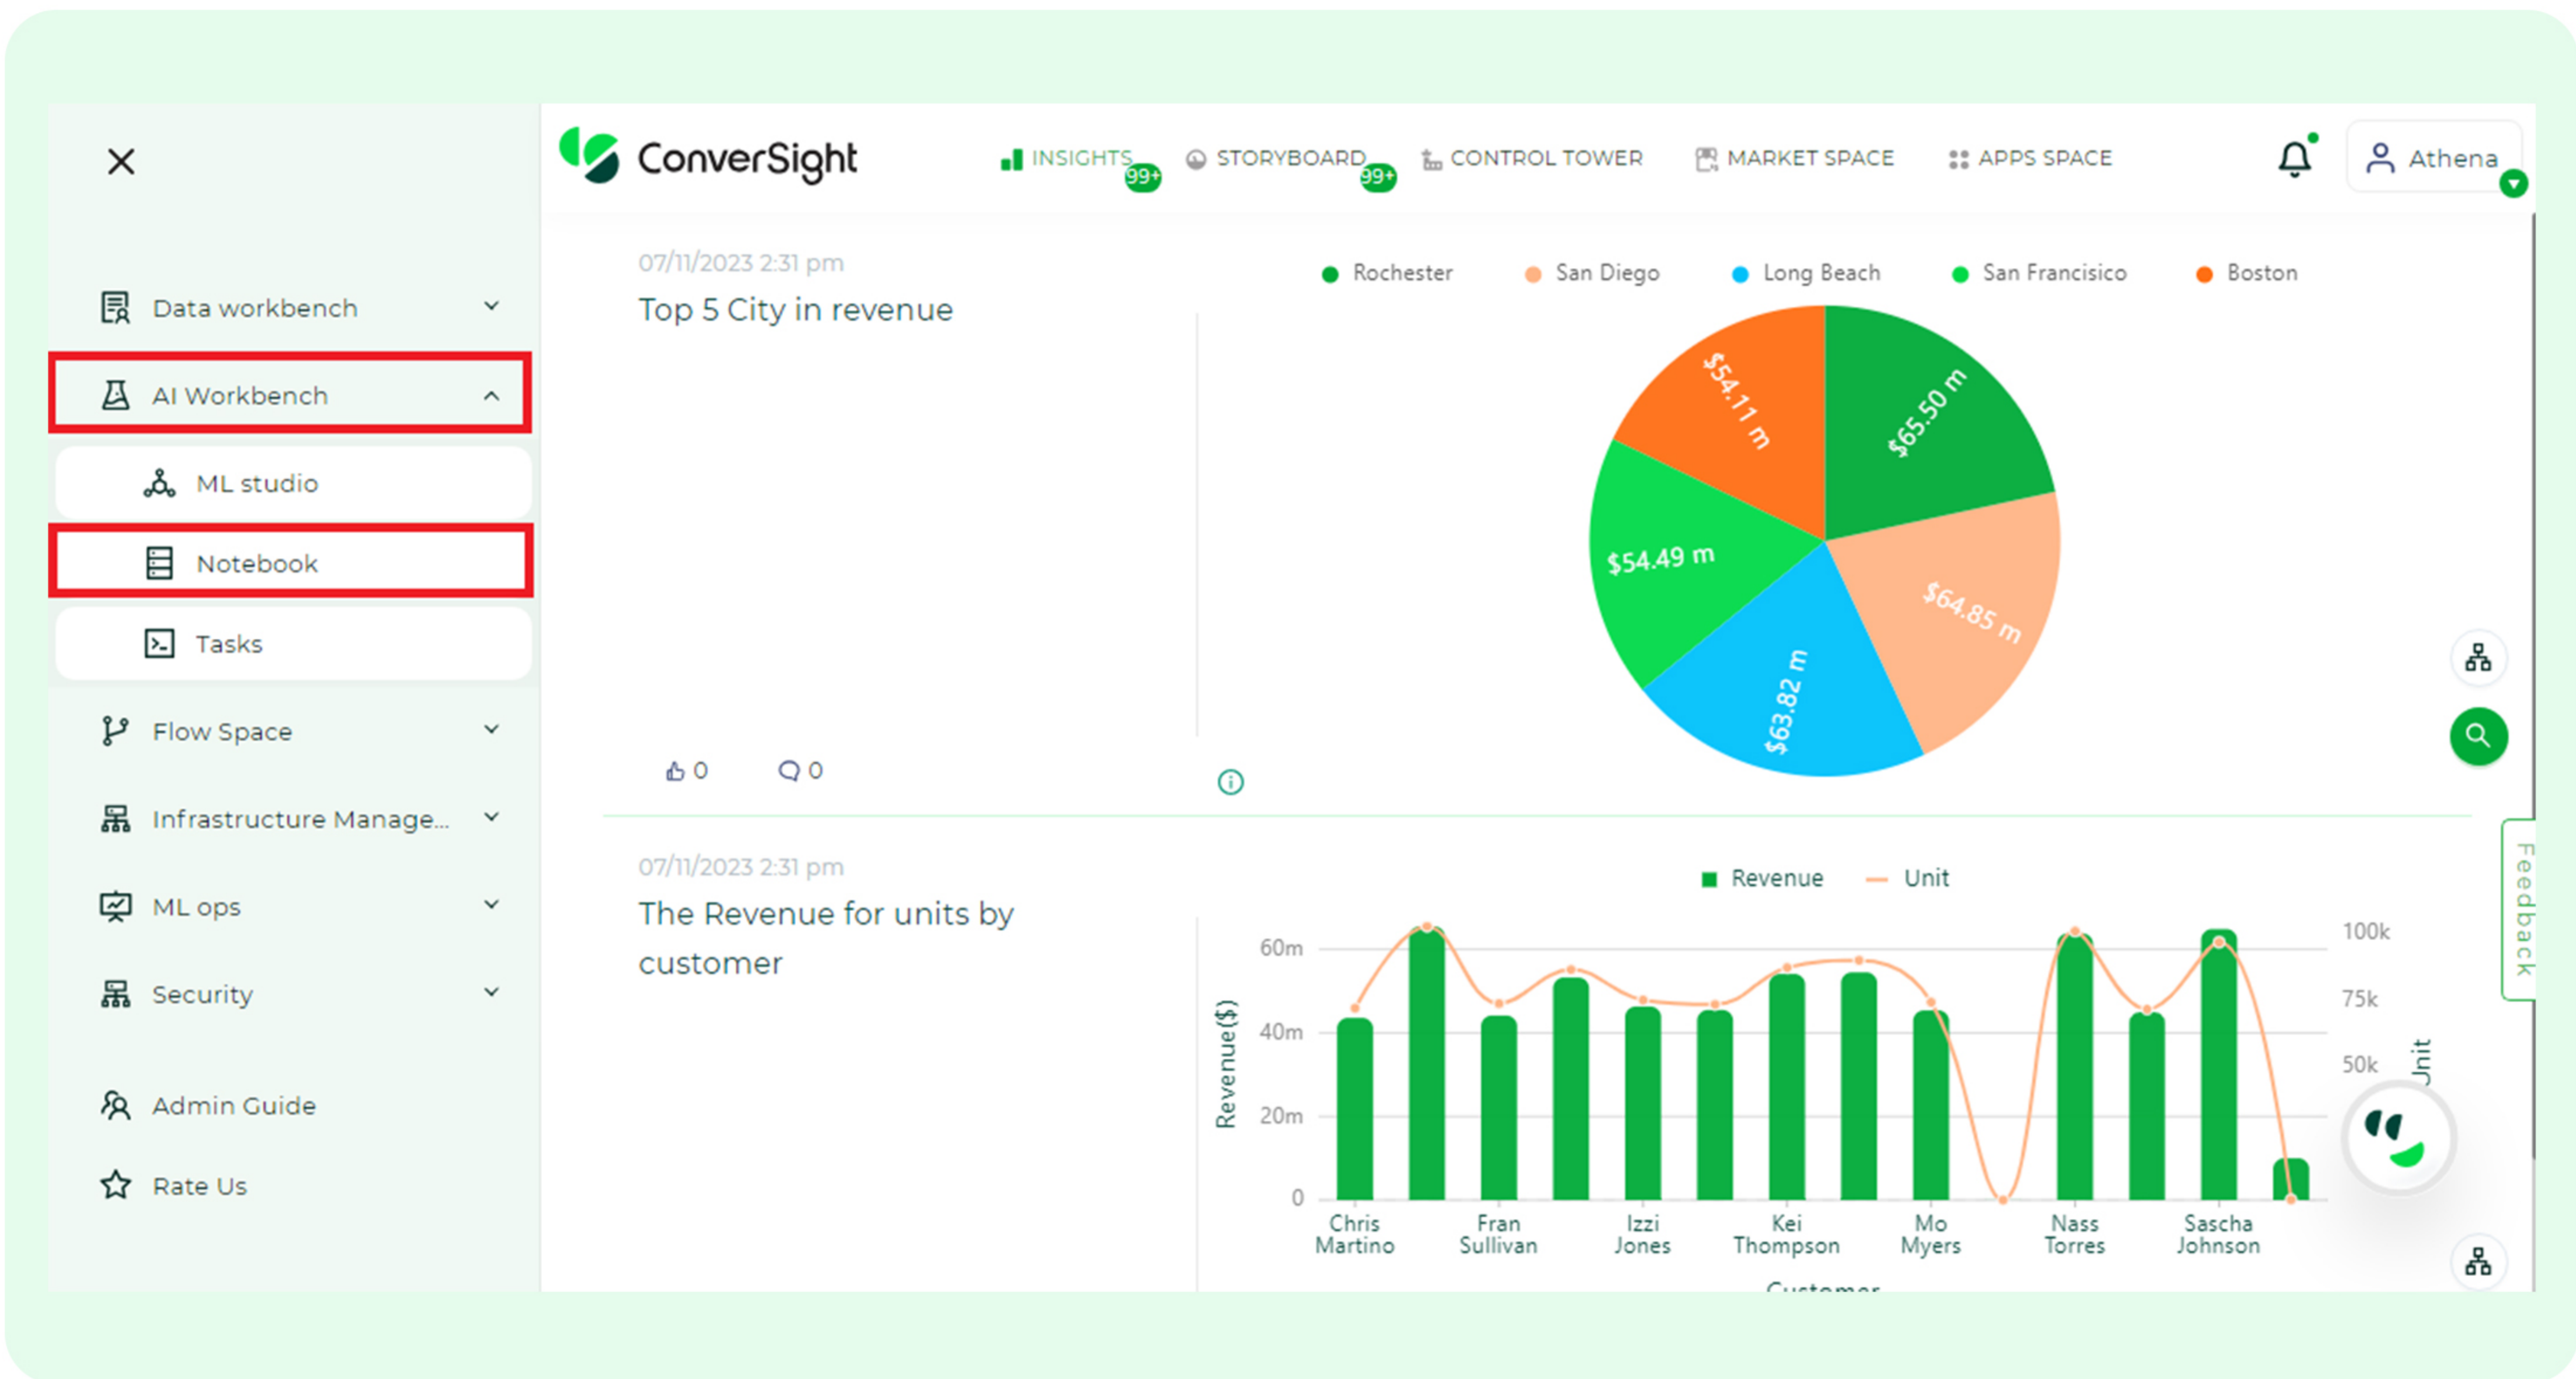 ConverSight
INSIGHTS
99+
STORYBOARD
99+
CONTROL TOWER
MARKET SPACE
APPS SPACE
Athena
Data workbench
AI Workbench
ML studio
Notebook
Tasks
Flow Space
Infrastructure Manage...
ML ops
Security
Admin Guide
Rate Us
07/11/2023 2:31 pm
Top 5 City in revenue
0
0
Rochester
San Diego
Long Beach
San Francisico
Boston
$65.50 m
$64.85 m
$63.82 m
$54.49 m
$54.11 m
07/11/2023 2:31 pm
The Revenue for units by
customer
Revenue
Unit
Revenue($)
60m
40m
20m
0
100k
75k
50k
Unit
Chris
Martino
Fran
Sullivan
Izzi
Jones
Kei
Thompson
Mo
Myers
Nass
Torres
Sascha
Johnson
Customer
Feedback